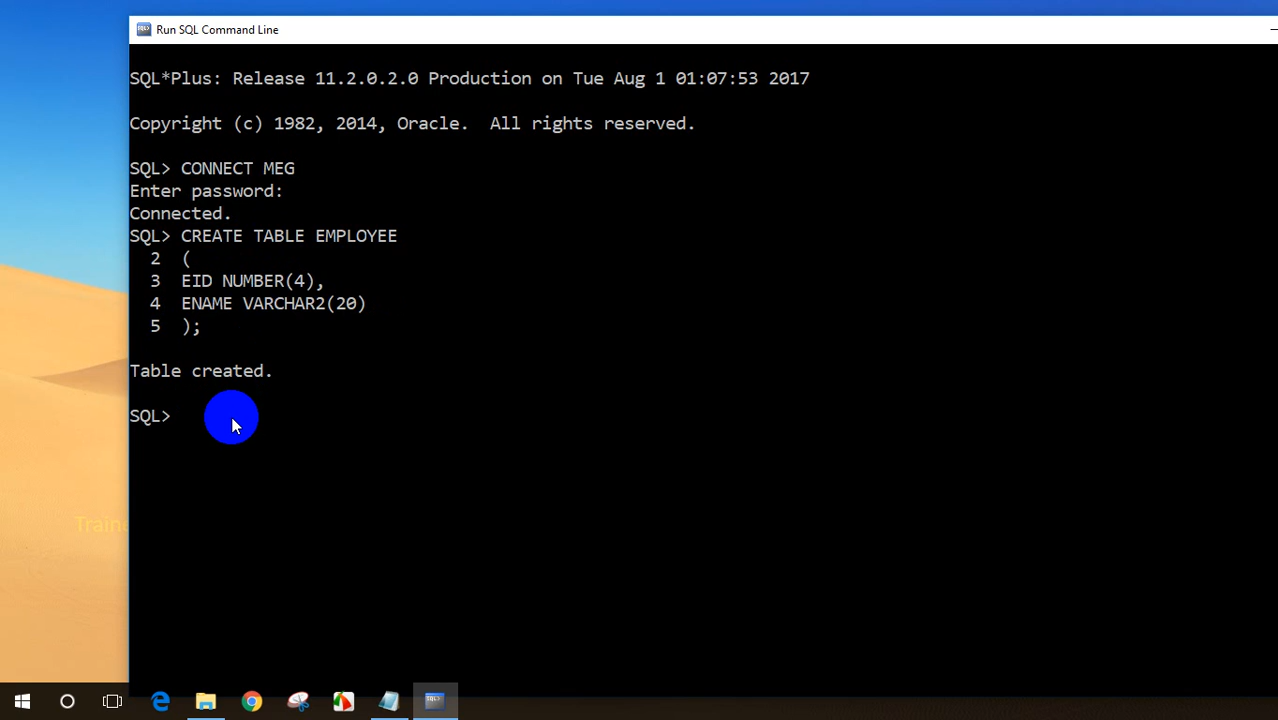 Run SQL Command Line
SQL*Plus: Release 11.2.0.2.0 Production on Tue Aug 1 01:07:53 2017
Copyright (c) 1982, 2014, Oracle.  All rights reserved.
SQL> CONNECT MEG
Enter password:
Connected.
SQL> CREATE TABLE EMPLOYEE
  2  (
  3  EID NUMBER(4),
  4  ENAME VARCHAR2(20)
  5  );
Table created.
SQL>